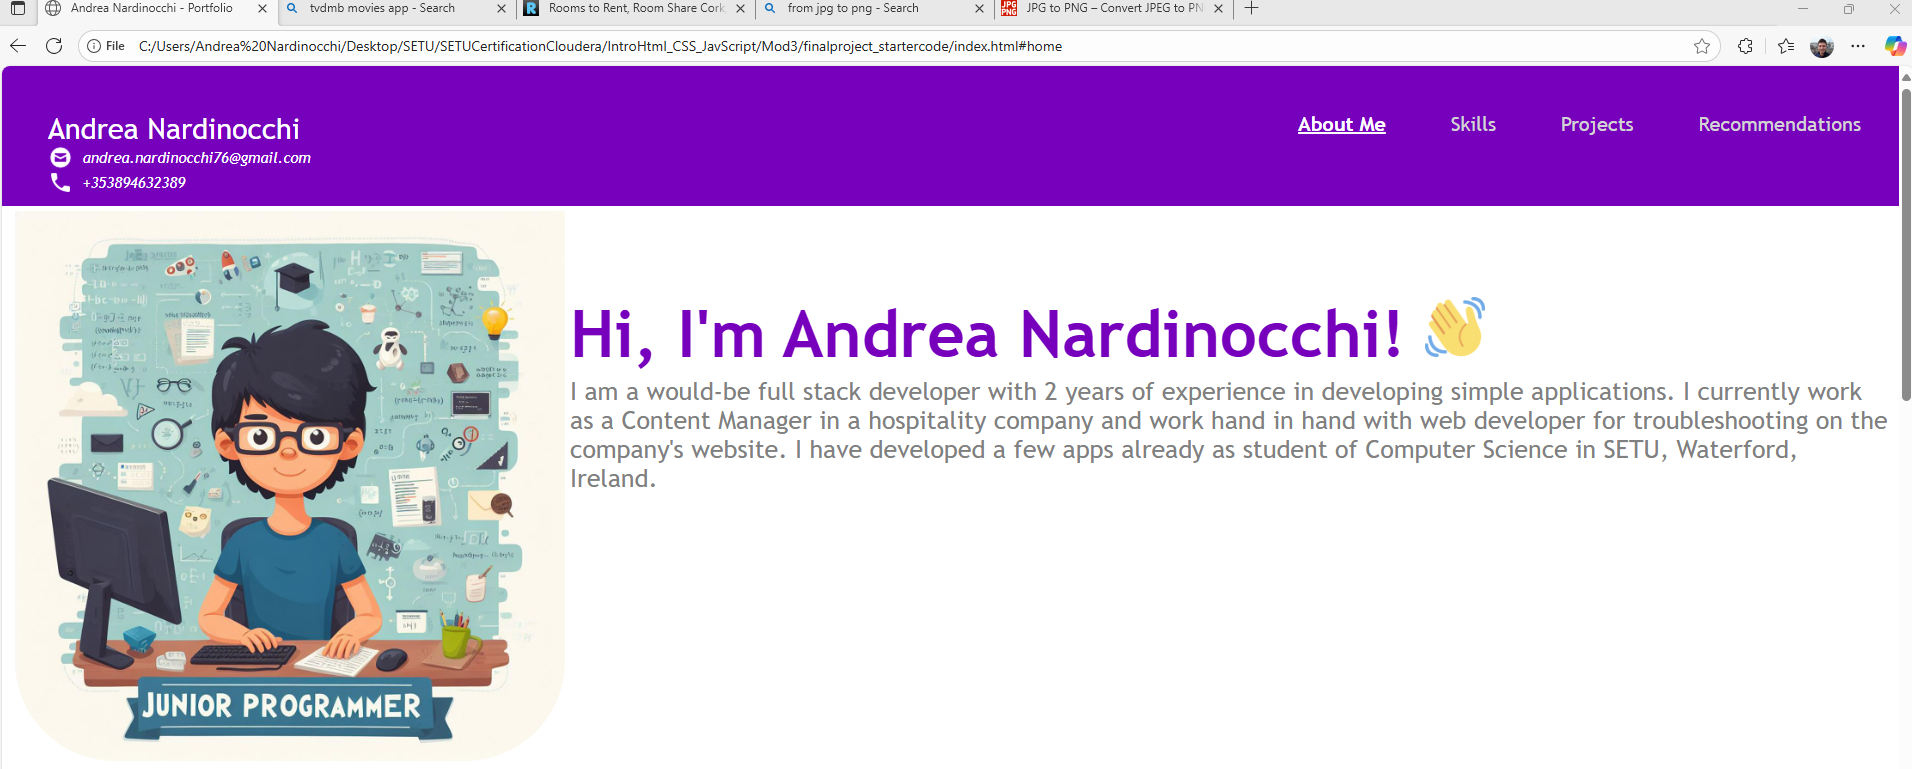 Andrea Nardinocchi - Portfolio
tvdmb movies app - Search
Rooms to Rent, Room Share Cork
from jpg to png - Search
JPG to PNG – Convert JPEG to PN
File C:/Users/Andrea%20Nardinocchi/Desktop/SETU/SETUCertificationCloudera/IntroHtml_CSS_JavScript/Mod3/finalproject_startercode/index.html#home
Andrea Nardinocchi
andrea.nardinocchi76@gmail.com
+353894632389
About Me Skills Projects Recommendations
Hi, I'm Andrea Nardinocchi! 👋
I am a would-be full stack developer with 2 years of experience in developing simple applications. I currently work
as a Content Manager in a hospitality company and work hand in hand with web developer for troubleshooting on the
company's website. I have developed a few apps already as student of Computer Science in SETU, Waterford,
Ireland.
JUNIOR PROGRAMMER